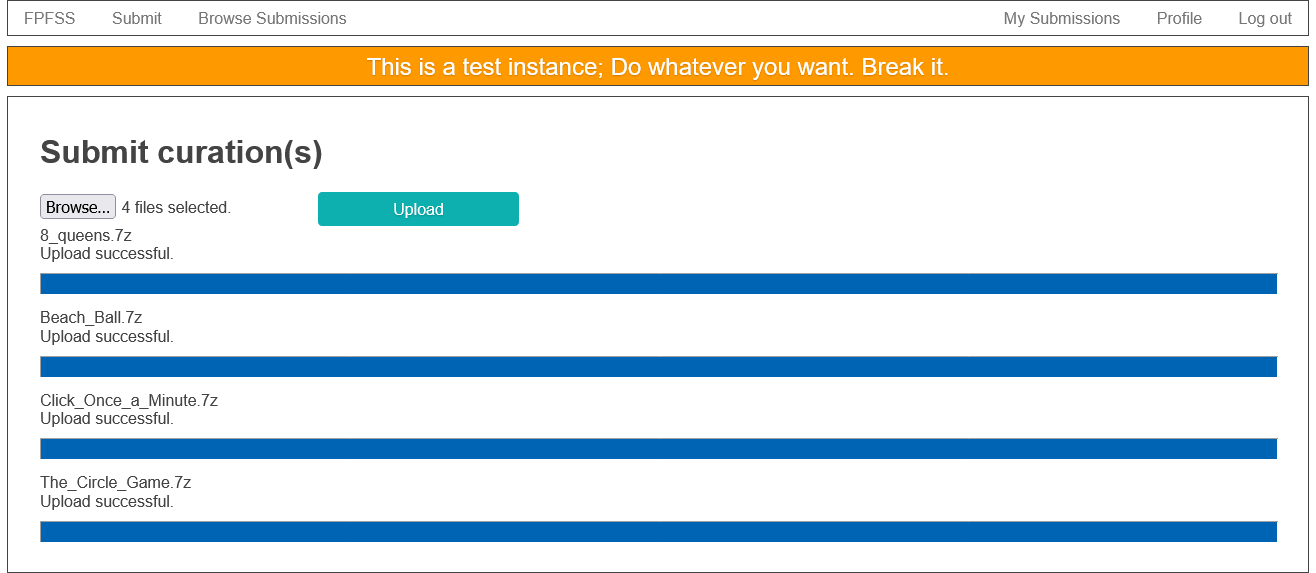 FPFSS Submit Browse Submissions My Submissions Profile Log out
This is a test instance; Do whatever you want. Break it.
Submit curation(s)
Browse... 4 files selected. Upload
8_queens.7z
Upload successful.
Beach_Ball.7z
Upload successful.
Click_Once_a_Minute.7z
Upload successful.
The_Circle_Game.7z
Upload successful.